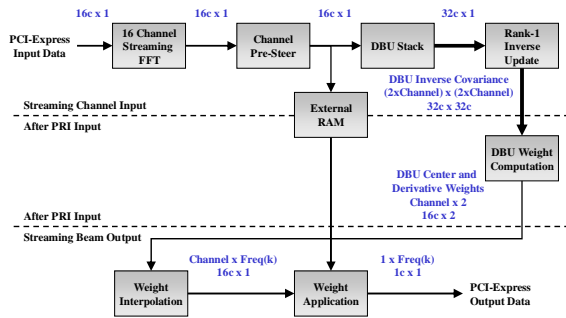 16c x 1
16c x 1
16c x 1
32c x 1
PCI-Express
Input Data
16 Channel
Streaming
FFT
Channel
Pre-Steer
DBU Stack
Rank-1
Inverse
Update
DBU Inverse Covariance
(2xChannel) x (2xChannel)
32c x 32c
Streaming Channel Input
After PRI Input
External
RAM
DBU Weight
Computation
DBU Center and
Derivative Weights
Channel x 2
16c x 2
After PRI Input
Streaming Beam Output
Weight
Interpolation
Channel x Freq(k)
16c x 1
Weight
Application
1 x Freq(k)
1c x 1
PCI-Express
Output Data